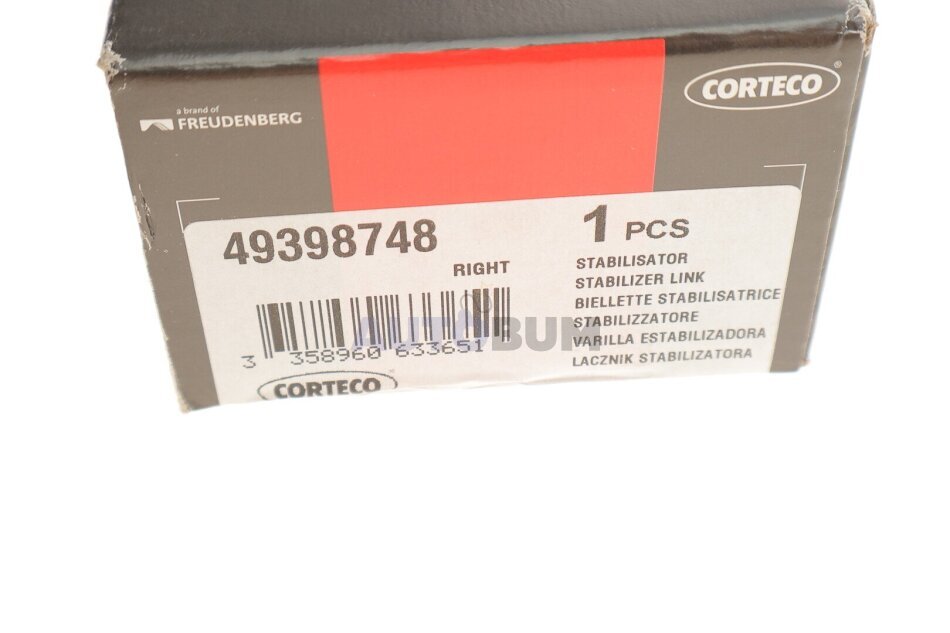 a brand of
FREUDENBERG
CORTECO®
49398748
RIGHT
1 PCS
STABILISATOR
STABILIZER LINK
BIELLETTE STABILISATRICE
STABILIZZATORE
VARILLA ESTABILIZADORA
LACZNIK STABILIZATORA
AUTOBUM
3 358960 633651
CORTECO